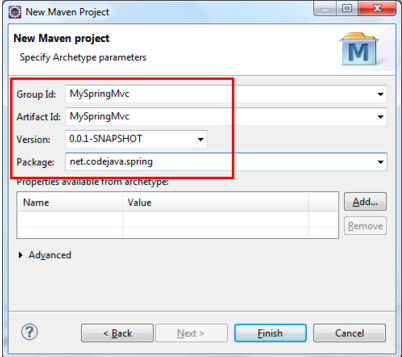 New Maven Project
New Maven project
Specify Archetype parameters
M
Group Id: MySpringMvc
Artifact Id: MySpringMvc
Version: 0.0.1-SNAPSHOT
Package: net.codejava.spring
Properties available from archetype:
Name Value
Add...
Remove
Advanced
? < Back Next > Finish Cancel